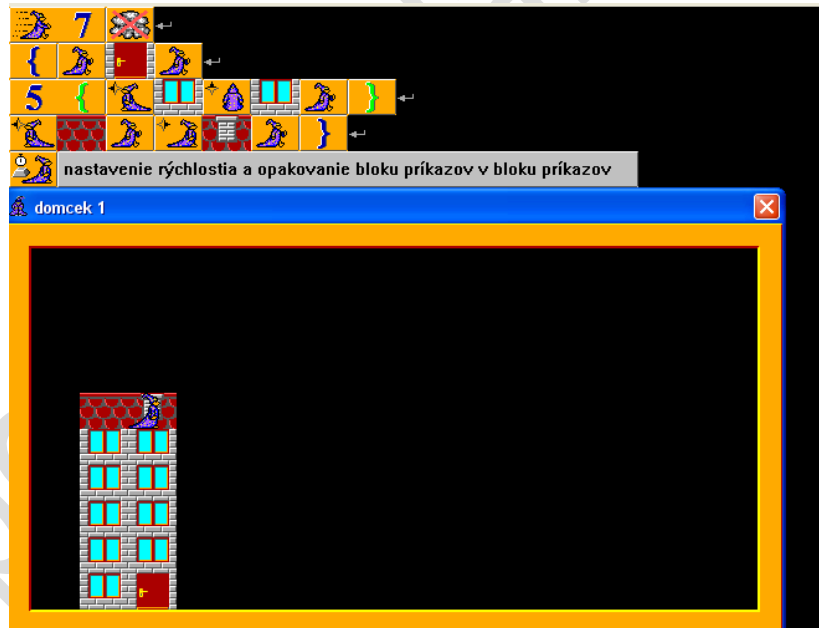 7
{
5 { }
}
nastavenie rýchlostia a opakovanie bloku príkazov v bloku príkazov
domcek 1